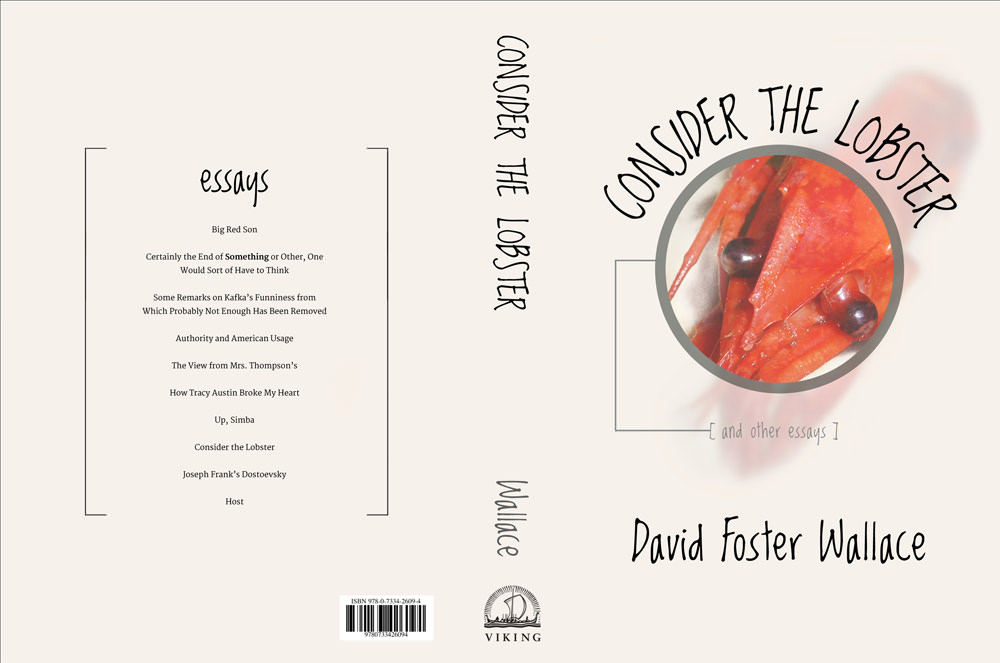 essays
Big Red Son
Certainly the End of Something or Other, One
Would Sort of Have to Think
Some Remarks on Kafka's Funniness from
Which Probably Not Enough Has Been Removed
Authority and American Usage
The View from Mrs. Thompson's
How Tracy Austin Broke My Heart
Up, Simba
Consider the Lobster
Joseph Frank's Dostoevsky
Host
ISBN 978-0-7334-2609-4
9780733426094
CONSIDER THE LOBSTER
Wallace
VIKING
CONSIDER THE LOBSTER
[ and other essays ]
David Foster Wallace